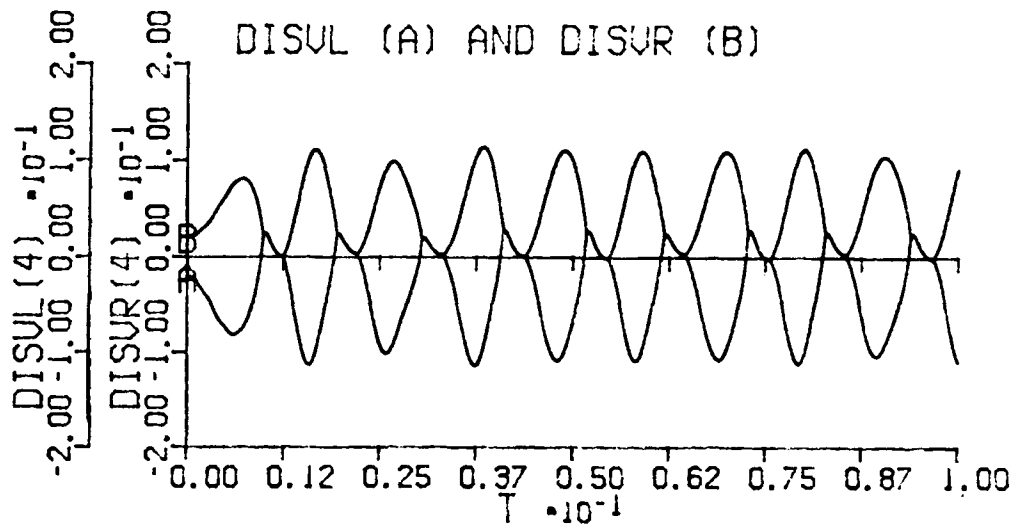 DISVL (A) AND DISVR (B)
DISVL(4) *10-1
-2.00 -1.00 0.00 1.00 2.00
DISVR(4) *10-1
-2.00 -1.00 0.00 1.00 2.00
B
A
0.00 0.12 0.25 0.37 0.50 0.62 0.75 0.87 1.00
T *10-1